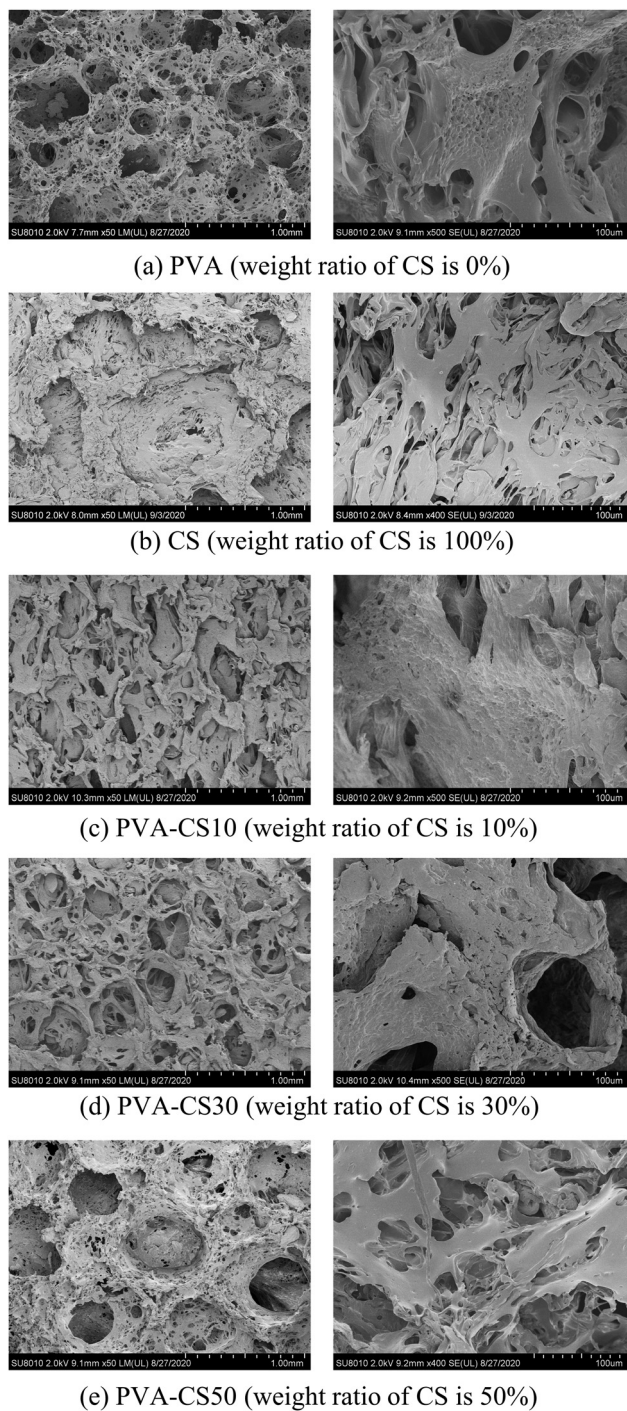 SU8010 2.0kV 7.7mm x50 LM(UL) 8/27/2020 1.00mm
SU8010 2.0kV 9.1mm x500 SE(UL) 8/27/2020 100um
(a) PVA (weight ratio of CS is 0%)
SU8010 2.0kV 8.0mm x50 LM(UL) 9/3/2020 1.00mm
SU8010 2.0kV 8.4mm x400 SE(UL) 9/3/2020 100um
(b) CS (weight ratio of CS is 100%)
SU8010 2.0kV 10.3mm x50 LM(UL) 8/27/2020 1.00mm
SU8010 2.0kV 9.2mm x500 SE(UL) 8/27/2020 100um
(c) PVA-CS10 (weight ratio of CS is 10%)
SU8010 2.0kV 9.1mm x50 LM(UL) 8/27/2020 1.00mm
SU8010 2.0kV 10.4mm x500 SE(UL) 8/27/2020 100um
(d) PVA-CS30 (weight ratio of CS is 30%)
SU8010 2.0kV 9.1mm x50 LM(UL) 8/27/2020 1.00mm
SU8010 2.0kV 9.2mm x400 SE(UL) 8/27/2020 100um
(e) PVA-CS50 (weight ratio of CS is 50%)